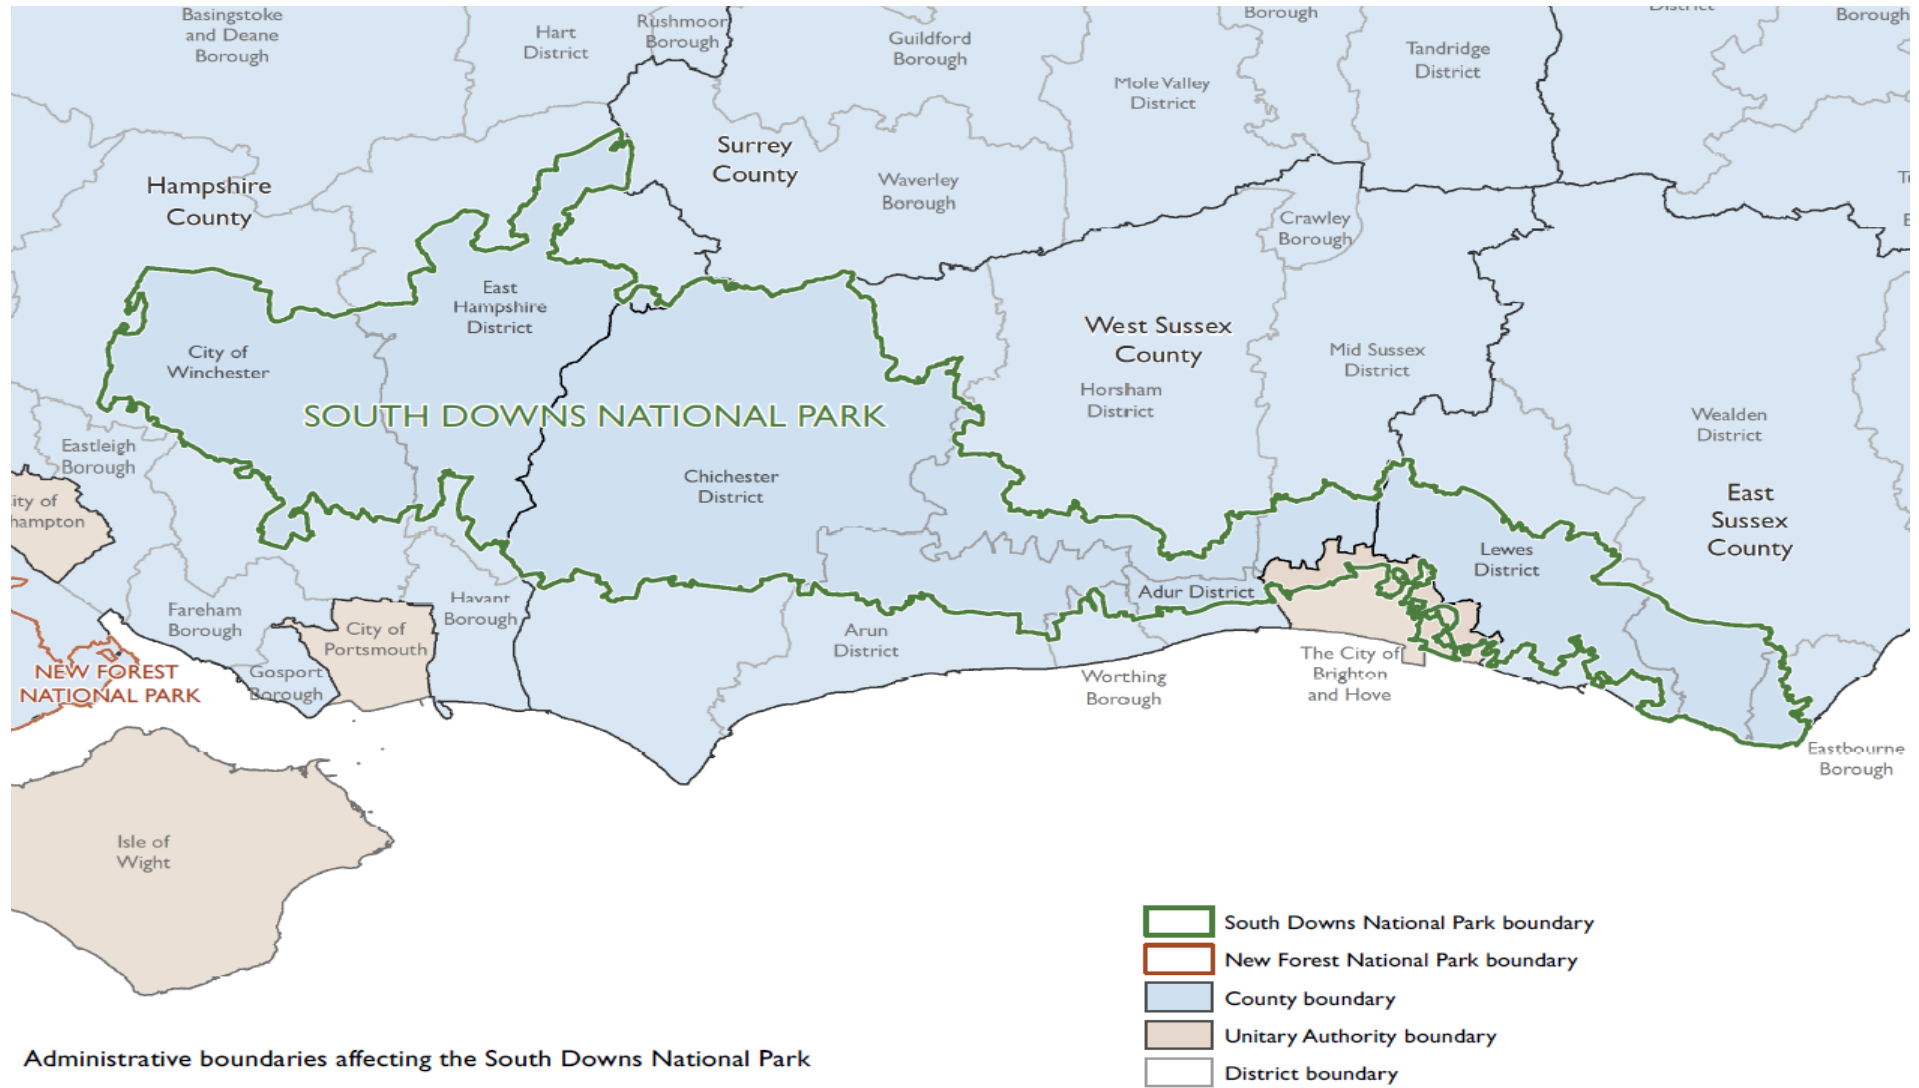 Basingstoke
and Deane
Borough
Hart
District
Rushmoor
Borough
Guildford
Borough
Mole Valley
District
Borough
Tandridge
District
District
Borough
Hampshire
County
Surrey
County
Waverley
Borough
Crawley
Borough
East
Hampshire
District
City of
Winchester
West Sussex
County
Mid Sussex
District
Horsham
District
SOUTH DOWNS NATIONAL PARK
Wealden
District
Eastleigh
Borough
Chichester
District
City of
hampton
East
Sussex
County
Lewes
District
Adur District
Fareham
Borough
Havant
Borough
City of
Portsmouth
Arun
District
Gosport
Borough
NEW FOREST
NATIONAL PARK
Worthing
Borough
The City of
Brighton
and Hove
Eastbourne
Borough
Isle of
Wight
South Downs National Park boundary
New Forest National Park boundary
County boundary
Unitary Authority boundary
District boundary
Administrative boundaries affecting the South Downs National Park